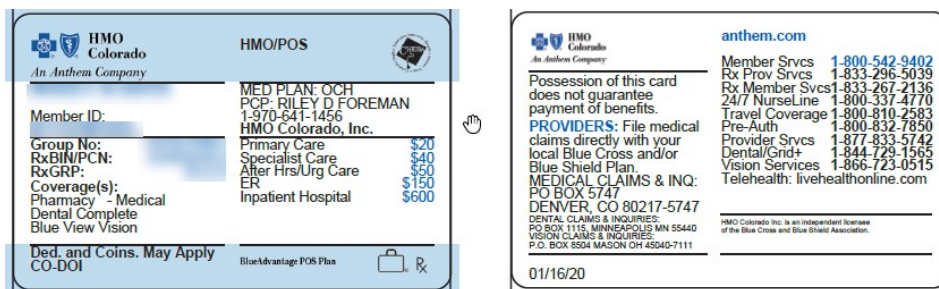 HMO
Colorado
An Anthem Company
HMO/POS
Member ID:
MED PLAN: OCH
PCP: RILEY D FOREMAN
1-970-641-1456
HMO Colorado, Inc.
Group No:
RxBIN/PCN:
RxGRP:
Coverage(s):
Pharmacy - Medical
Dental Complete
Blue View Vision
Primary Care $20
Specialist Care $40
After Hrs/Urg Care $50
ER $150
Inpatient Hospital $600
Ded. and Coins. May Apply
CO-DOI
BlueAdvantage POS Plan
Rx
HMO
Colorado
An Anthem Company
Possession of this card
does not guarantee
payment of benefits.
PROVIDERS: File medical
claims directly with your
local Blue Cross and/or
Blue Shield Plan.
MEDICAL CLAIMS & INQ:
PO BOX 5747
DENVER, CO 80217-5747
DENTAL CLAIMS & INQUIRIES:
PO BOX 1115, MINNEAPOLIS MN 55440
VISION CLAIMS & INQUIRIES:
P.O. BOX 8504 MASON OH 45040-7111
01/16/20
anthem.com
Member Srvcs 1-800-542-9402
Rx Prov Srvcs 1-833-296-5039
Rx Member Svcs 1-833-267-2136
24/7 NurseLine 1-800-337-4770
Travel Coverage 1-800-810-2583
Pre-Auth 1-800-832-7850
Provider Srvcs 1-877-833-5742
Dental/Grid+ 1-844-729-1565
Vision Services 1-866-723-0515
Telehealth: livehealthonline.com
HMO Colorado Inc. is an independent licensee
of the Blue Cross and Blue Shield Association.